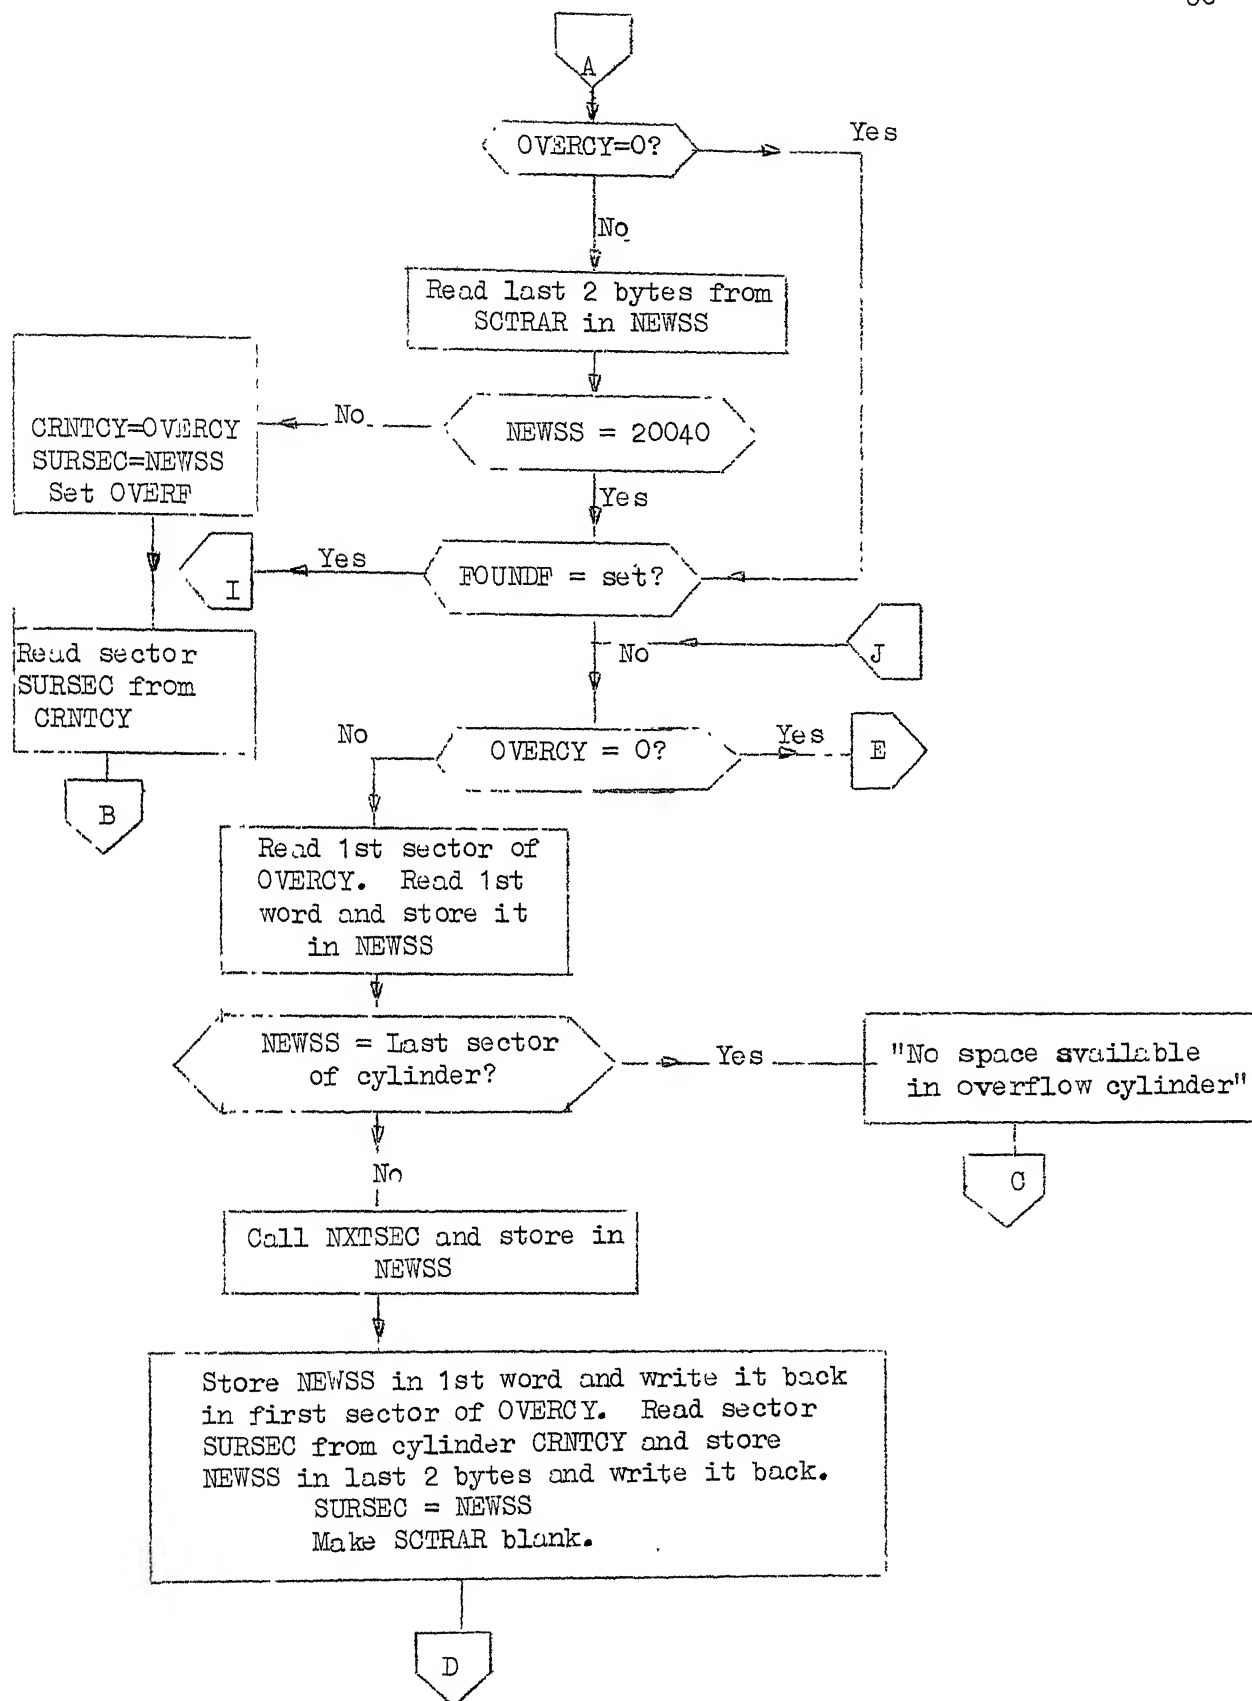 A
OVERCY=0?
Yes
No
Read last 2 bytes from
SCTRAR in NEWSS
NEWSS = 20040
No
CRNTCY=OVERCY
SURSEC=NEWSS
Set OVERF
Yes
FOUNDF = set?
Yes
I
No
J
Read sector
SURSEC from
CRNTCY
B
OVERCY = 0?
No
Yes
E
Read 1st sector of
OVERCY. Read 1st
word and store it
in NEWSS
NEWSS = Last sector
of cylinder?
Yes
"No space available
in overflow cylinder"
C
No
Call NXTSEC and store in
NEWSS
Store NEWSS in 1st word and write it back
in first sector of OVERCY. Read sector
SURSEC from cylinder CRNTCY and store
NEWSS in last 2 bytes and write it back.
SURSEC = NEWSS
Make SCTRAR blank.
D